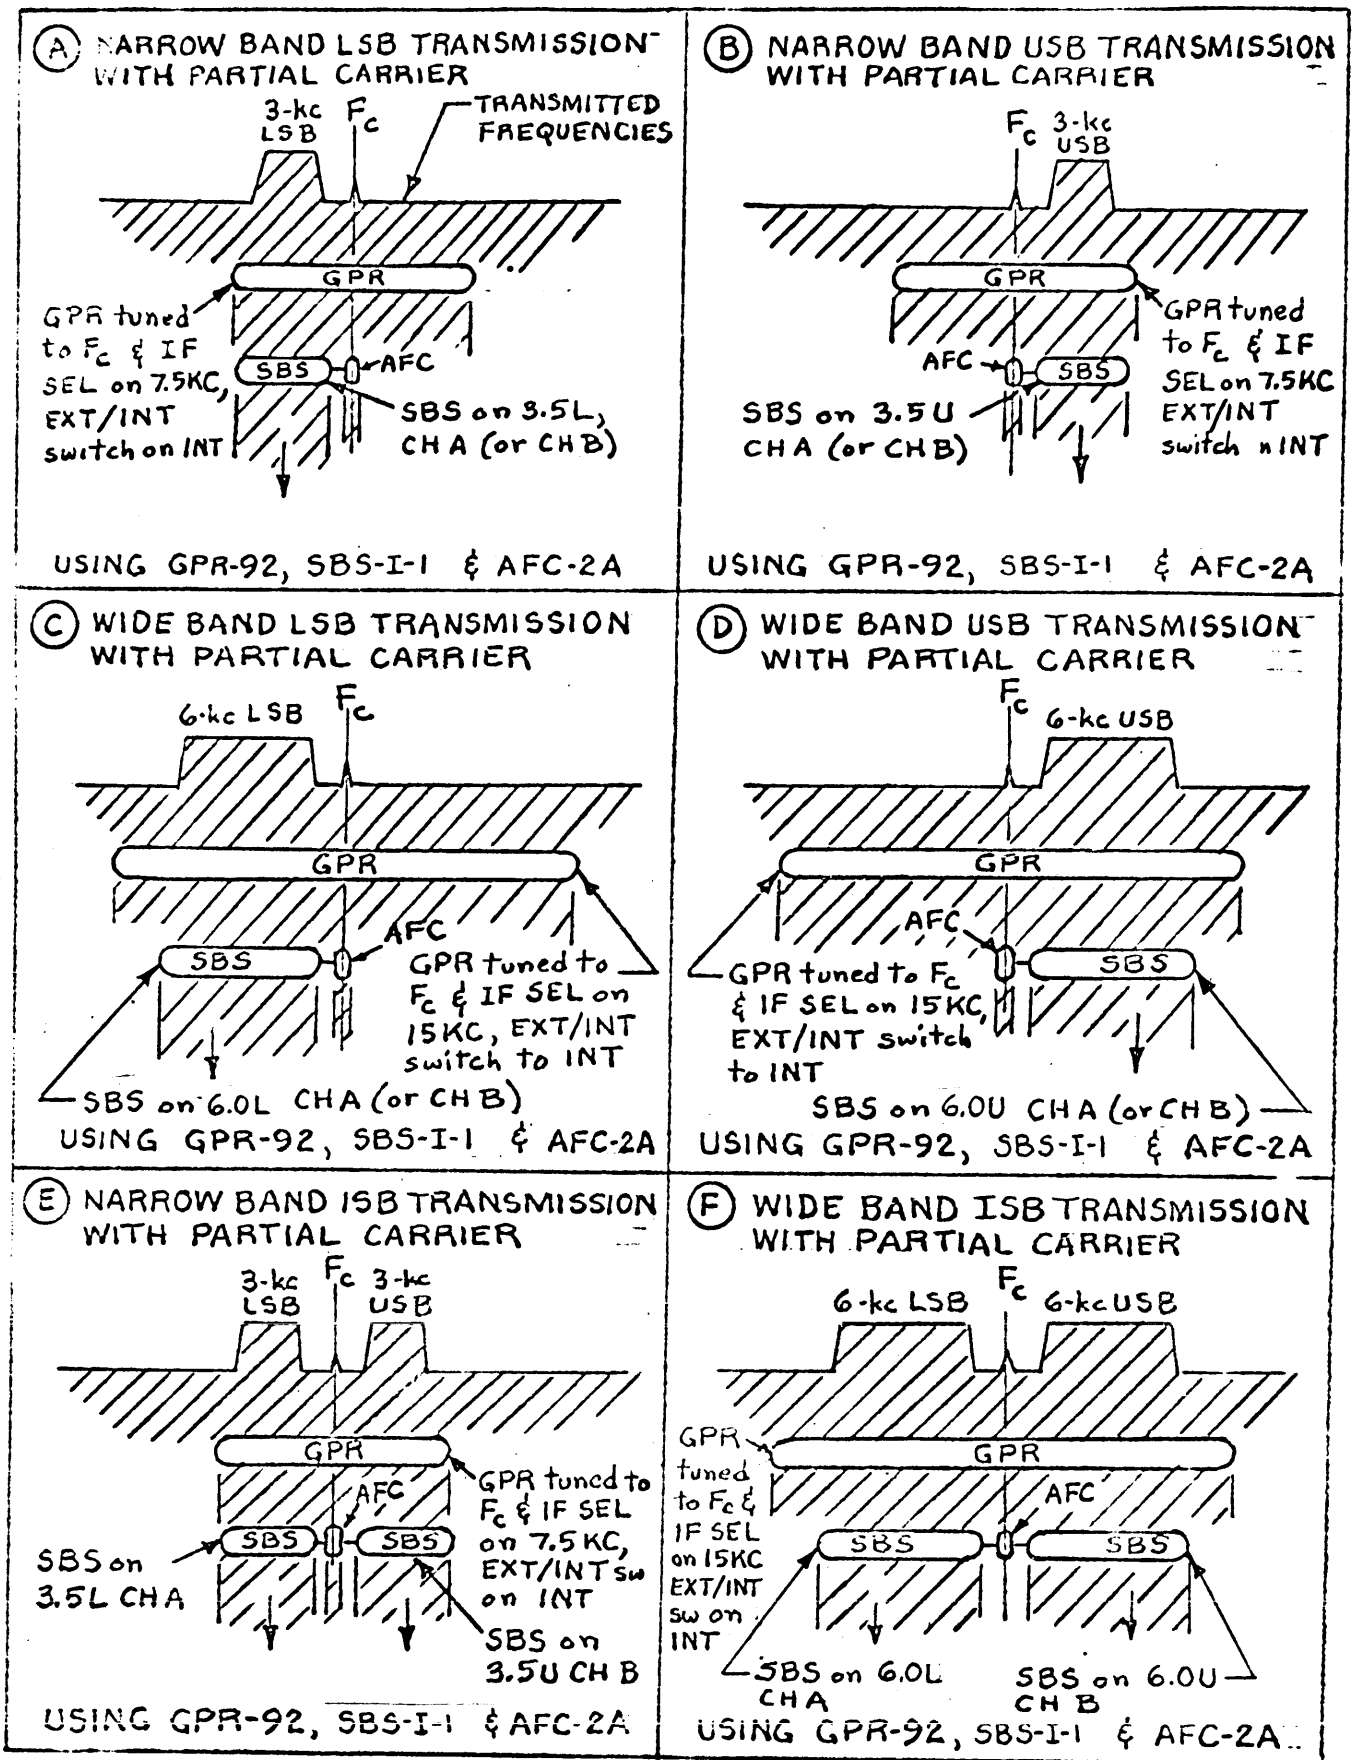 A NARROW BAND LSB TRANSMISSION
WITH PARTIAL CARRIER
3-kc
LSB
Fc
TRANSMITTED
FREQUENCIES
GPR
GPR tuned
to Fc & IF
SEL on 7.5KC,
EXT/INT
switch on INT
SBS
AFC
SBS on 3.5L,
CH A (or CH B)
USING GPR-92, SBS-I-1 & AFC-2A
B NARROW BAND USB TRANSMISSION
WITH PARTIAL CARRIER
Fc
3-kc
USB
GPR
GPR tuned
to Fc & IF
SEL on 7.5KC
EXT/INT
switch n INT
AFC
SBS
SBS on 3.5U
CH A (or CH B)
USING GPR-92, SBS-I-1 & AFC-2A
C WIDE BAND LSB TRANSMISSION
WITH PARTIAL CARRIER
6-kc LSB
Fc
GPR
SBS
AFC
GPR tuned to
Fc & IF SEL on
15KC, EXT/INT
switch to INT
SBS on 6.0L CH A (or CH B)
USING GPR-92, SBS-I-1 & AFC-2A
D WIDE BAND USB TRANSMISSION
WITH PARTIAL CARRIER
Fc
6-kc USB
GPR
AFC
SBS
GPR tuned to Fc
& IF SEL on 15KC,
EXT/INT switch
to INT
SBS on 6.0U CH A (or CH B)
USING GPR-92, SBS-I-1 & AFC-2A
E NARROW BAND ISB TRANSMISSION
WITH PARTIAL CARRIER
3-kc
LSB
Fc
3-kc
USB
GPR
AFC
SBS
SBS
GPR tuned to
Fc & IF SEL
on 7.5KC,
EXT/INT sw
on INT
SBS on
3.5L CH A
SBS on
3.5U CH B
USING GPR-92, SBS-I-1 & AFC-2A
F WIDE BAND ISB TRANSMISSION
WITH PARTIAL CARRIER
6-kc LSB
Fc
6-kc USB
GPR
GPR
tuned
to Fc &
IF SEL
on 15KC
EXT/INT
sw on
INT
AFC
SBS
SBS
SBS on 6.0L
CH A
SBS on 6.0U
CH B
USING GPR-92, SBS-I-1 & AFC-2A